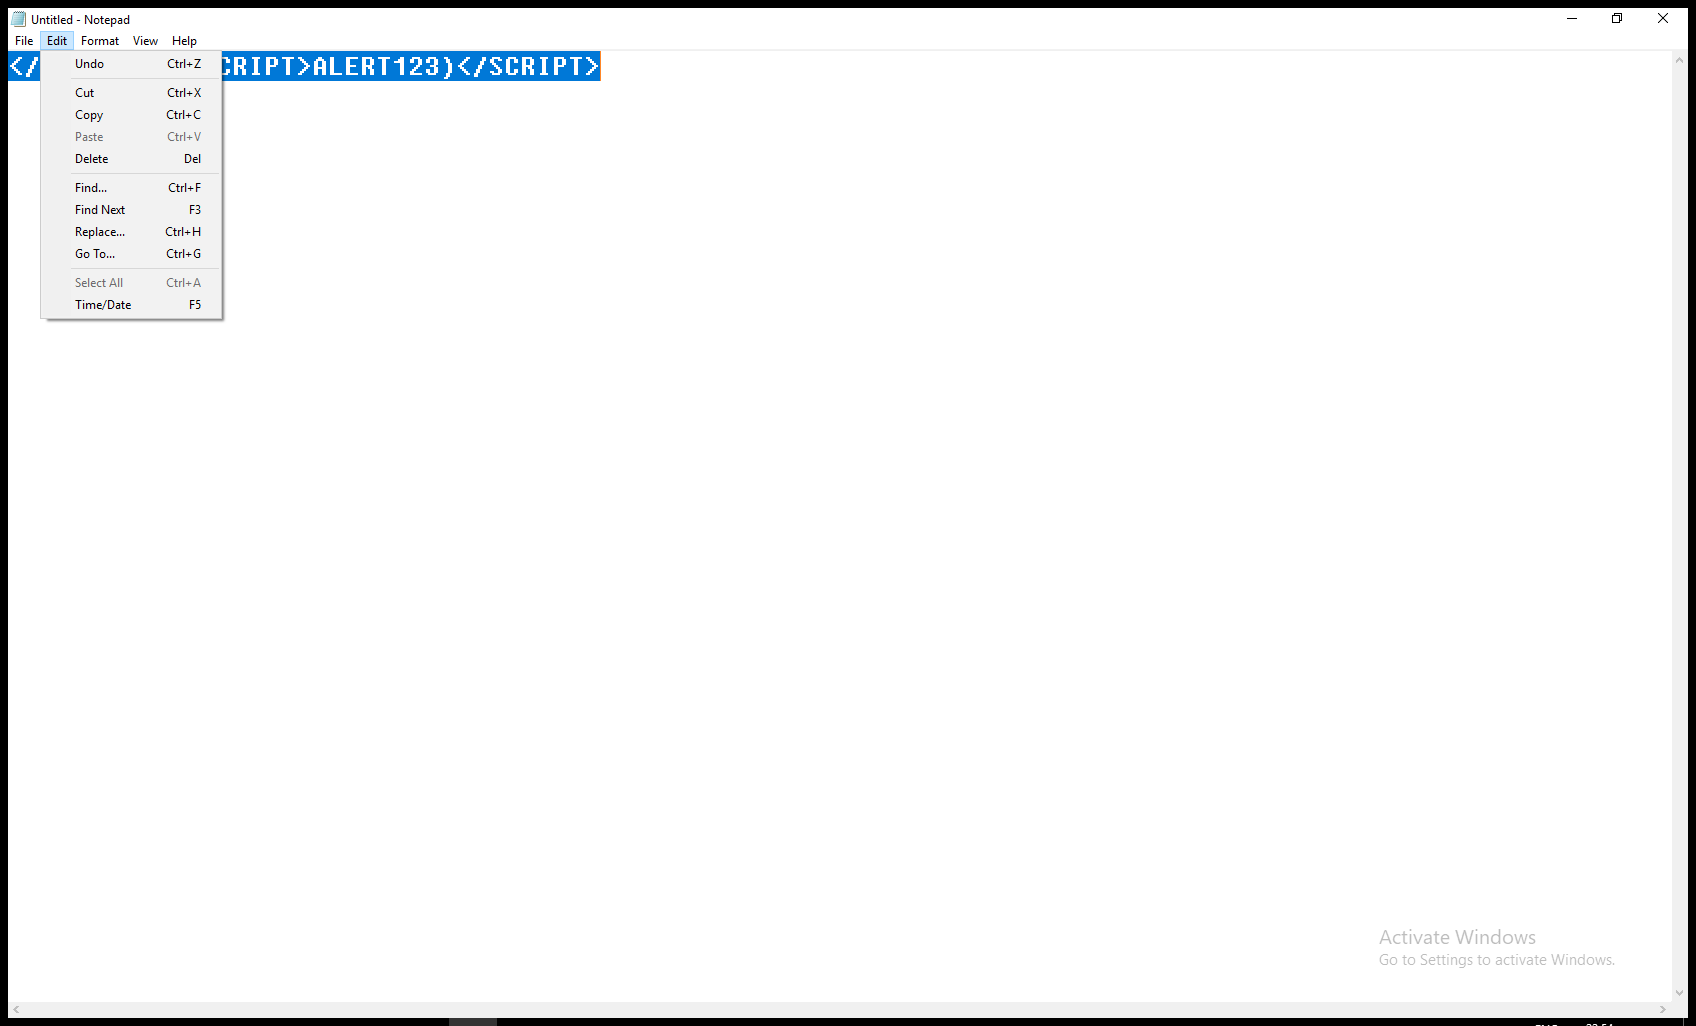 Untitled - Notepad
File Edit Format View Help
</ CRIPT>ALERT123)</SCRIPT>
Undo Ctrl+Z
Cut Ctrl+X
Copy Ctrl+C
Paste Ctrl+V
Delete Del
Find... Ctrl+F
Find Next F3
Replace... Ctrl+H
Go To... Ctrl+G
Select All Ctrl+A
Time/Date F5
Activate Windows
Go to Settings to activate Windows.